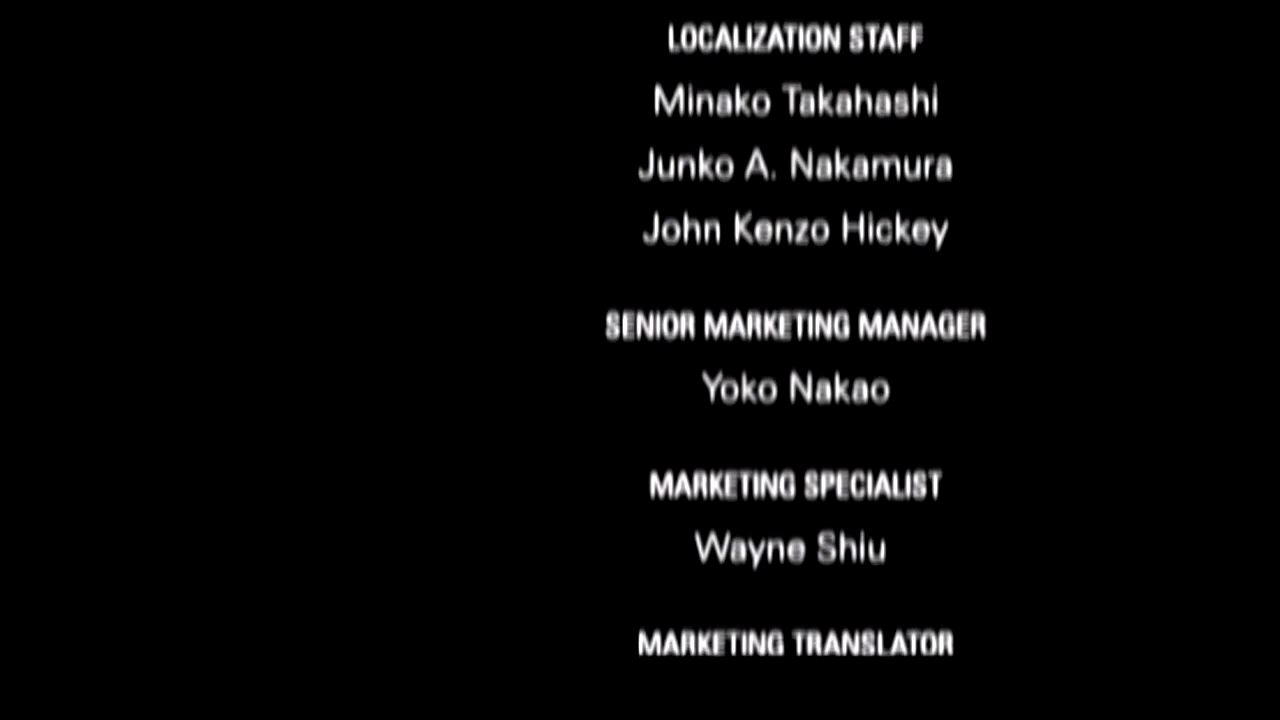 LOCALIZATION STAFF
Minako Takahashi
Junko A. Nakamura
John Kenzo Hickey
SENIOR MARKETING MANAGER
Yoko Nakao
MARKETING SPECIALIST
Wayne Shiu
MARKETING TRANSLATOR